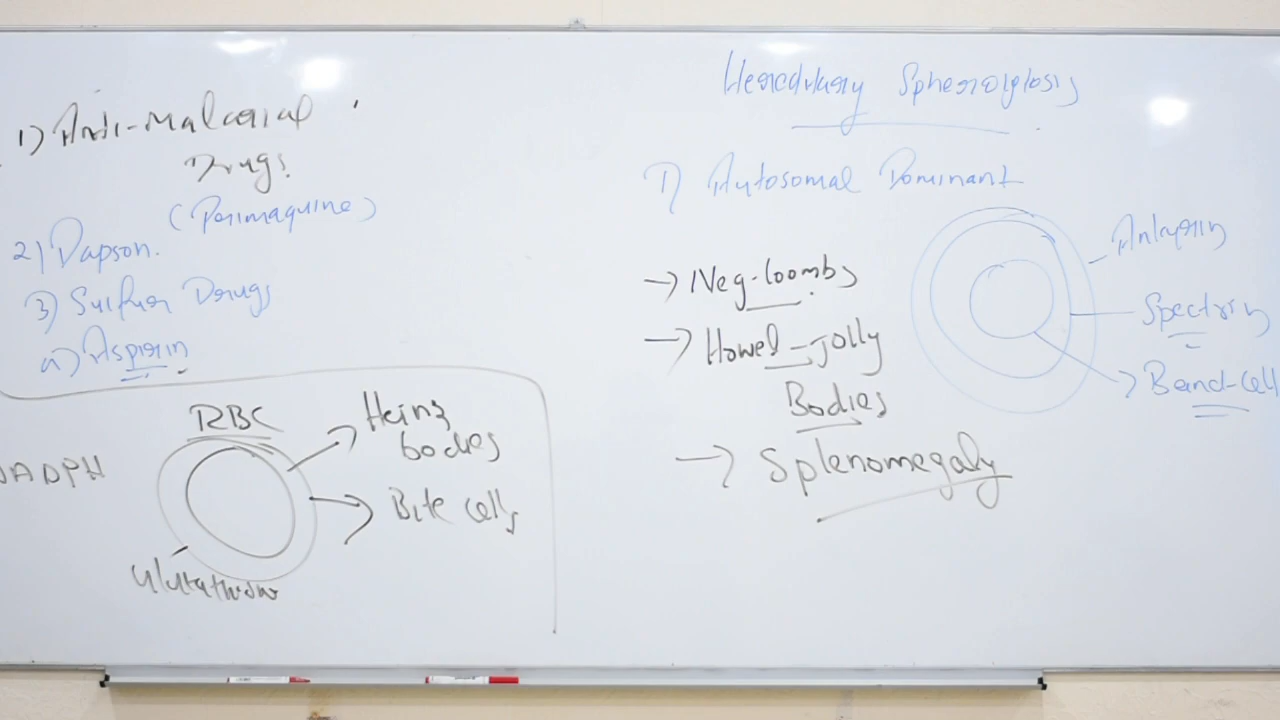 1) Anti-Malarial
Drugs
(Primaquine)
2) Dapson.
3) Sulfur Drugs
4) Aspirin
RBC
Heinz
bodies
Bite cells
NADPH
Glutathione
Hereditary Spherocytosis
1) Autosomal Dominant
→ Neg-Coombs
→ Howel-Jolly
Bodies
→ Splenomegaly
Ankyrin
Spectrin
Band-Cell